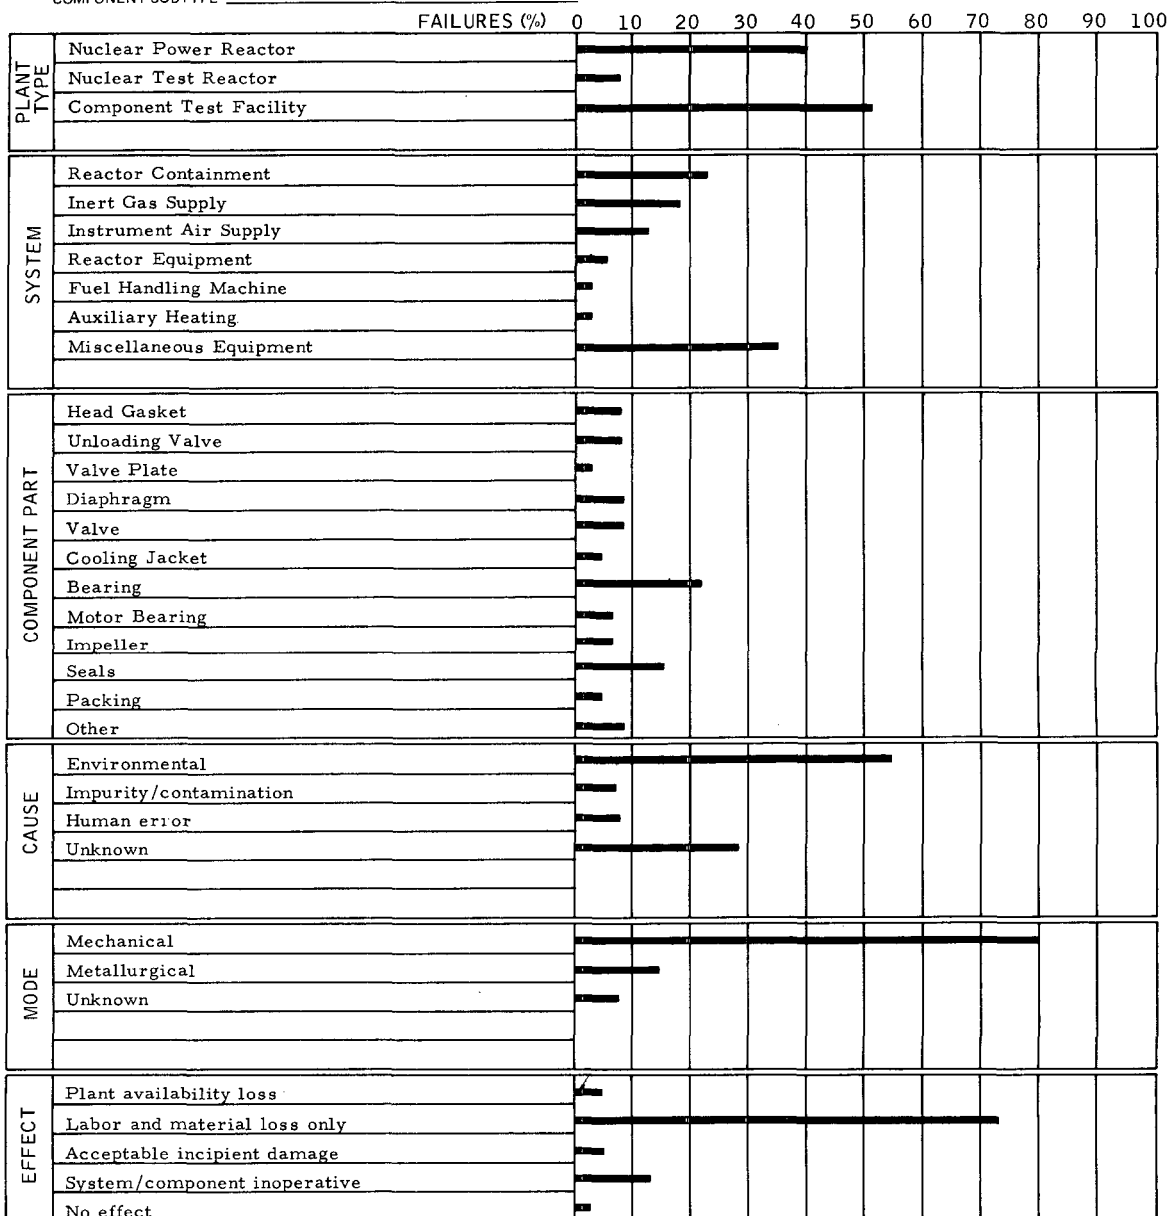 COMPONENT SUBTYPE
FAILURES (%) 0 10 20 30 40 50 60 70 80 90 100
PLANT TYPE
Nuclear Power Reactor
Nuclear Test Reactor
Component Test Facility
SYSTEM
Reactor Containment
Inert Gas Supply
Instrument Air Supply
Reactor Equipment
Fuel Handling Machine
Auxiliary Heating
Miscellaneous Equipment
COMPONENT PART
Head Gasket
Unloading Valve
Valve Plate
Diaphragm
Valve
Cooling Jacket
Bearing
Motor Bearing
Impeller
Seals
Packing
Other
CAUSE
Environmental
Impurity/contamination
Human error
Unknown
MODE
Mechanical
Metallurgical
Unknown
EFFECT
Plant availability loss
Labor and material loss only
Acceptable incipient damage
System/component inoperative
No effect